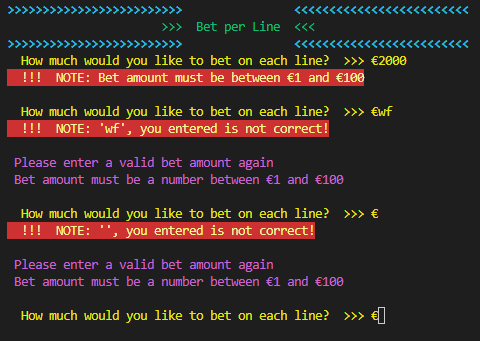 >>>>>>>>>>>>>>>>>>>>>>>>> <<<<<<<<<<<<<<<<<<<<<<<<<
>>> Bet per Line <<<
>>>>>>>>>>>>>>>>>>>>>>>>> <<<<<<<<<<<<<<<<<<<<<<<<<
How much would you like to bet on each line? >>> €2000
!!! NOTE: Bet amount must be between €1 and €100
How much would you like to bet on each line? >>> €wf
!!! NOTE: 'wf', you entered is not correct!
Please enter a valid bet amount again
Bet amount must be a number between €1 and €100
How much would you like to bet on each line? >>> €
!!! NOTE: '', you entered is not correct!
Please enter a valid bet amount again
Bet amount must be a number between €1 and €100
How much would you like to bet on each line? >>> €